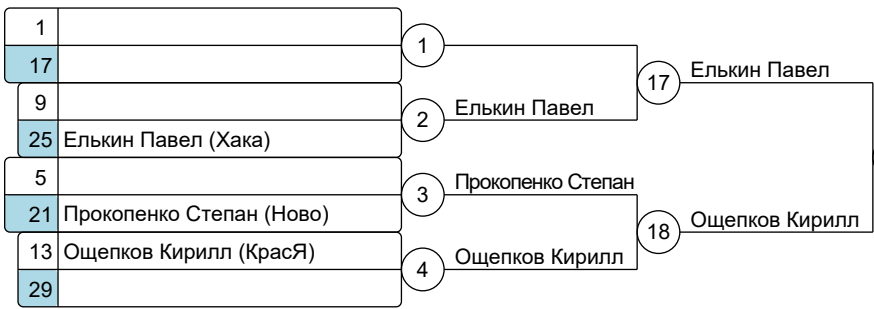 1
17
1
9
25 Елькин Павел (Хака)
2 Елькин Павел
17 Елькин Павел
5
21 Прокопенко Степан (Ново)
3 Прокопенко Степан
13 Ощепков Кирилл (КрасЯ)
29
4 Ощепков Кирилл
18 Ощепков Кирилл